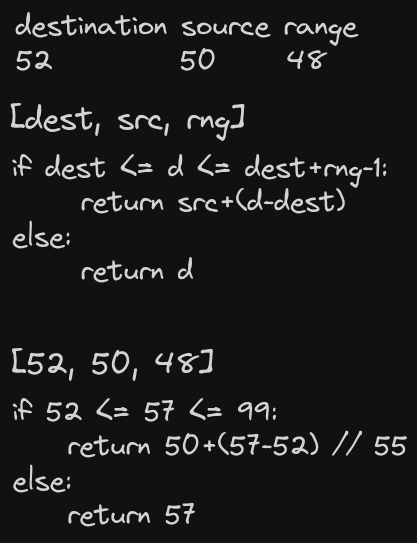 destination source range
52 50 48
[dest, src, rng]
if dest <= d <= dest+rng-1:
return src+(d-dest)
else:
return d
[52, 50, 48]
if 52 <= 57 <= 99:
return 50+(57-52) // 55
else:
return 57